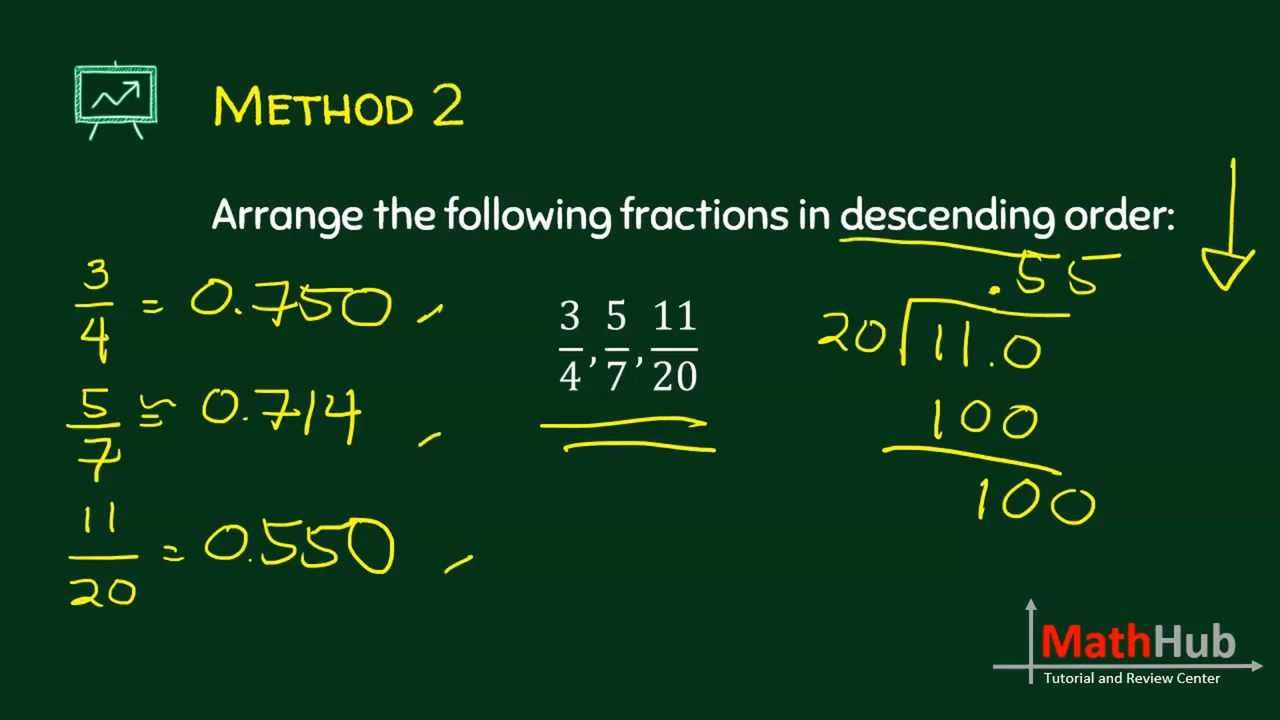 METHOD 2
Arrange the following fractions in descending order:
3/4 = 0.750
5/7 ≅ 0.714
11/20 = 0.550
3/4, 5/7, 11/20
.55
20 11.0
100
100
MathHub
Tutorial and Review Center